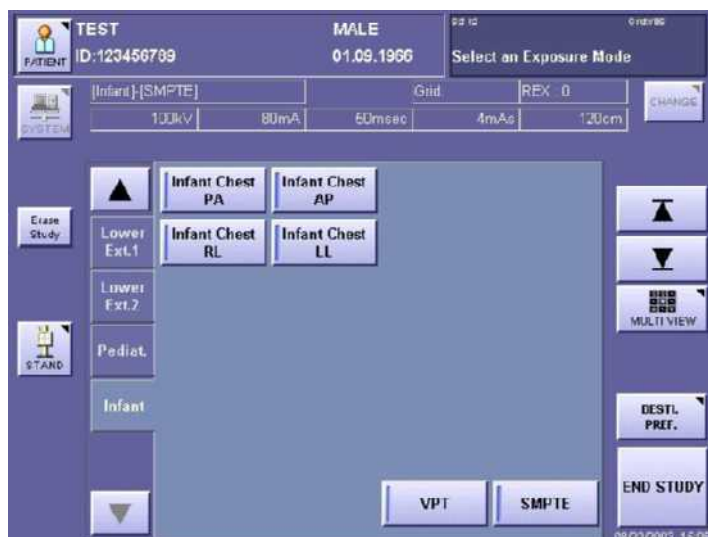 TEST
MALE
PATIENT
ID:123456789
01.09.1966
Select an Exposure Mode
[Infant]-[SMPTE]
Grid
REX : 0
CHANGE
SYSTEM
100kV
80mA
60msec
4mAs
120cm
Infant Chest
PA
Infant Chest
AP
Erase
Study
Lower
Ext.1
Infant Chest
RL
Infant Chest
LL
Lower
Ext.2
MULTI VIEW
STAND
Pediat.
Infant
DESTI.
PREF.
END STUDY
VPT
SMPTE